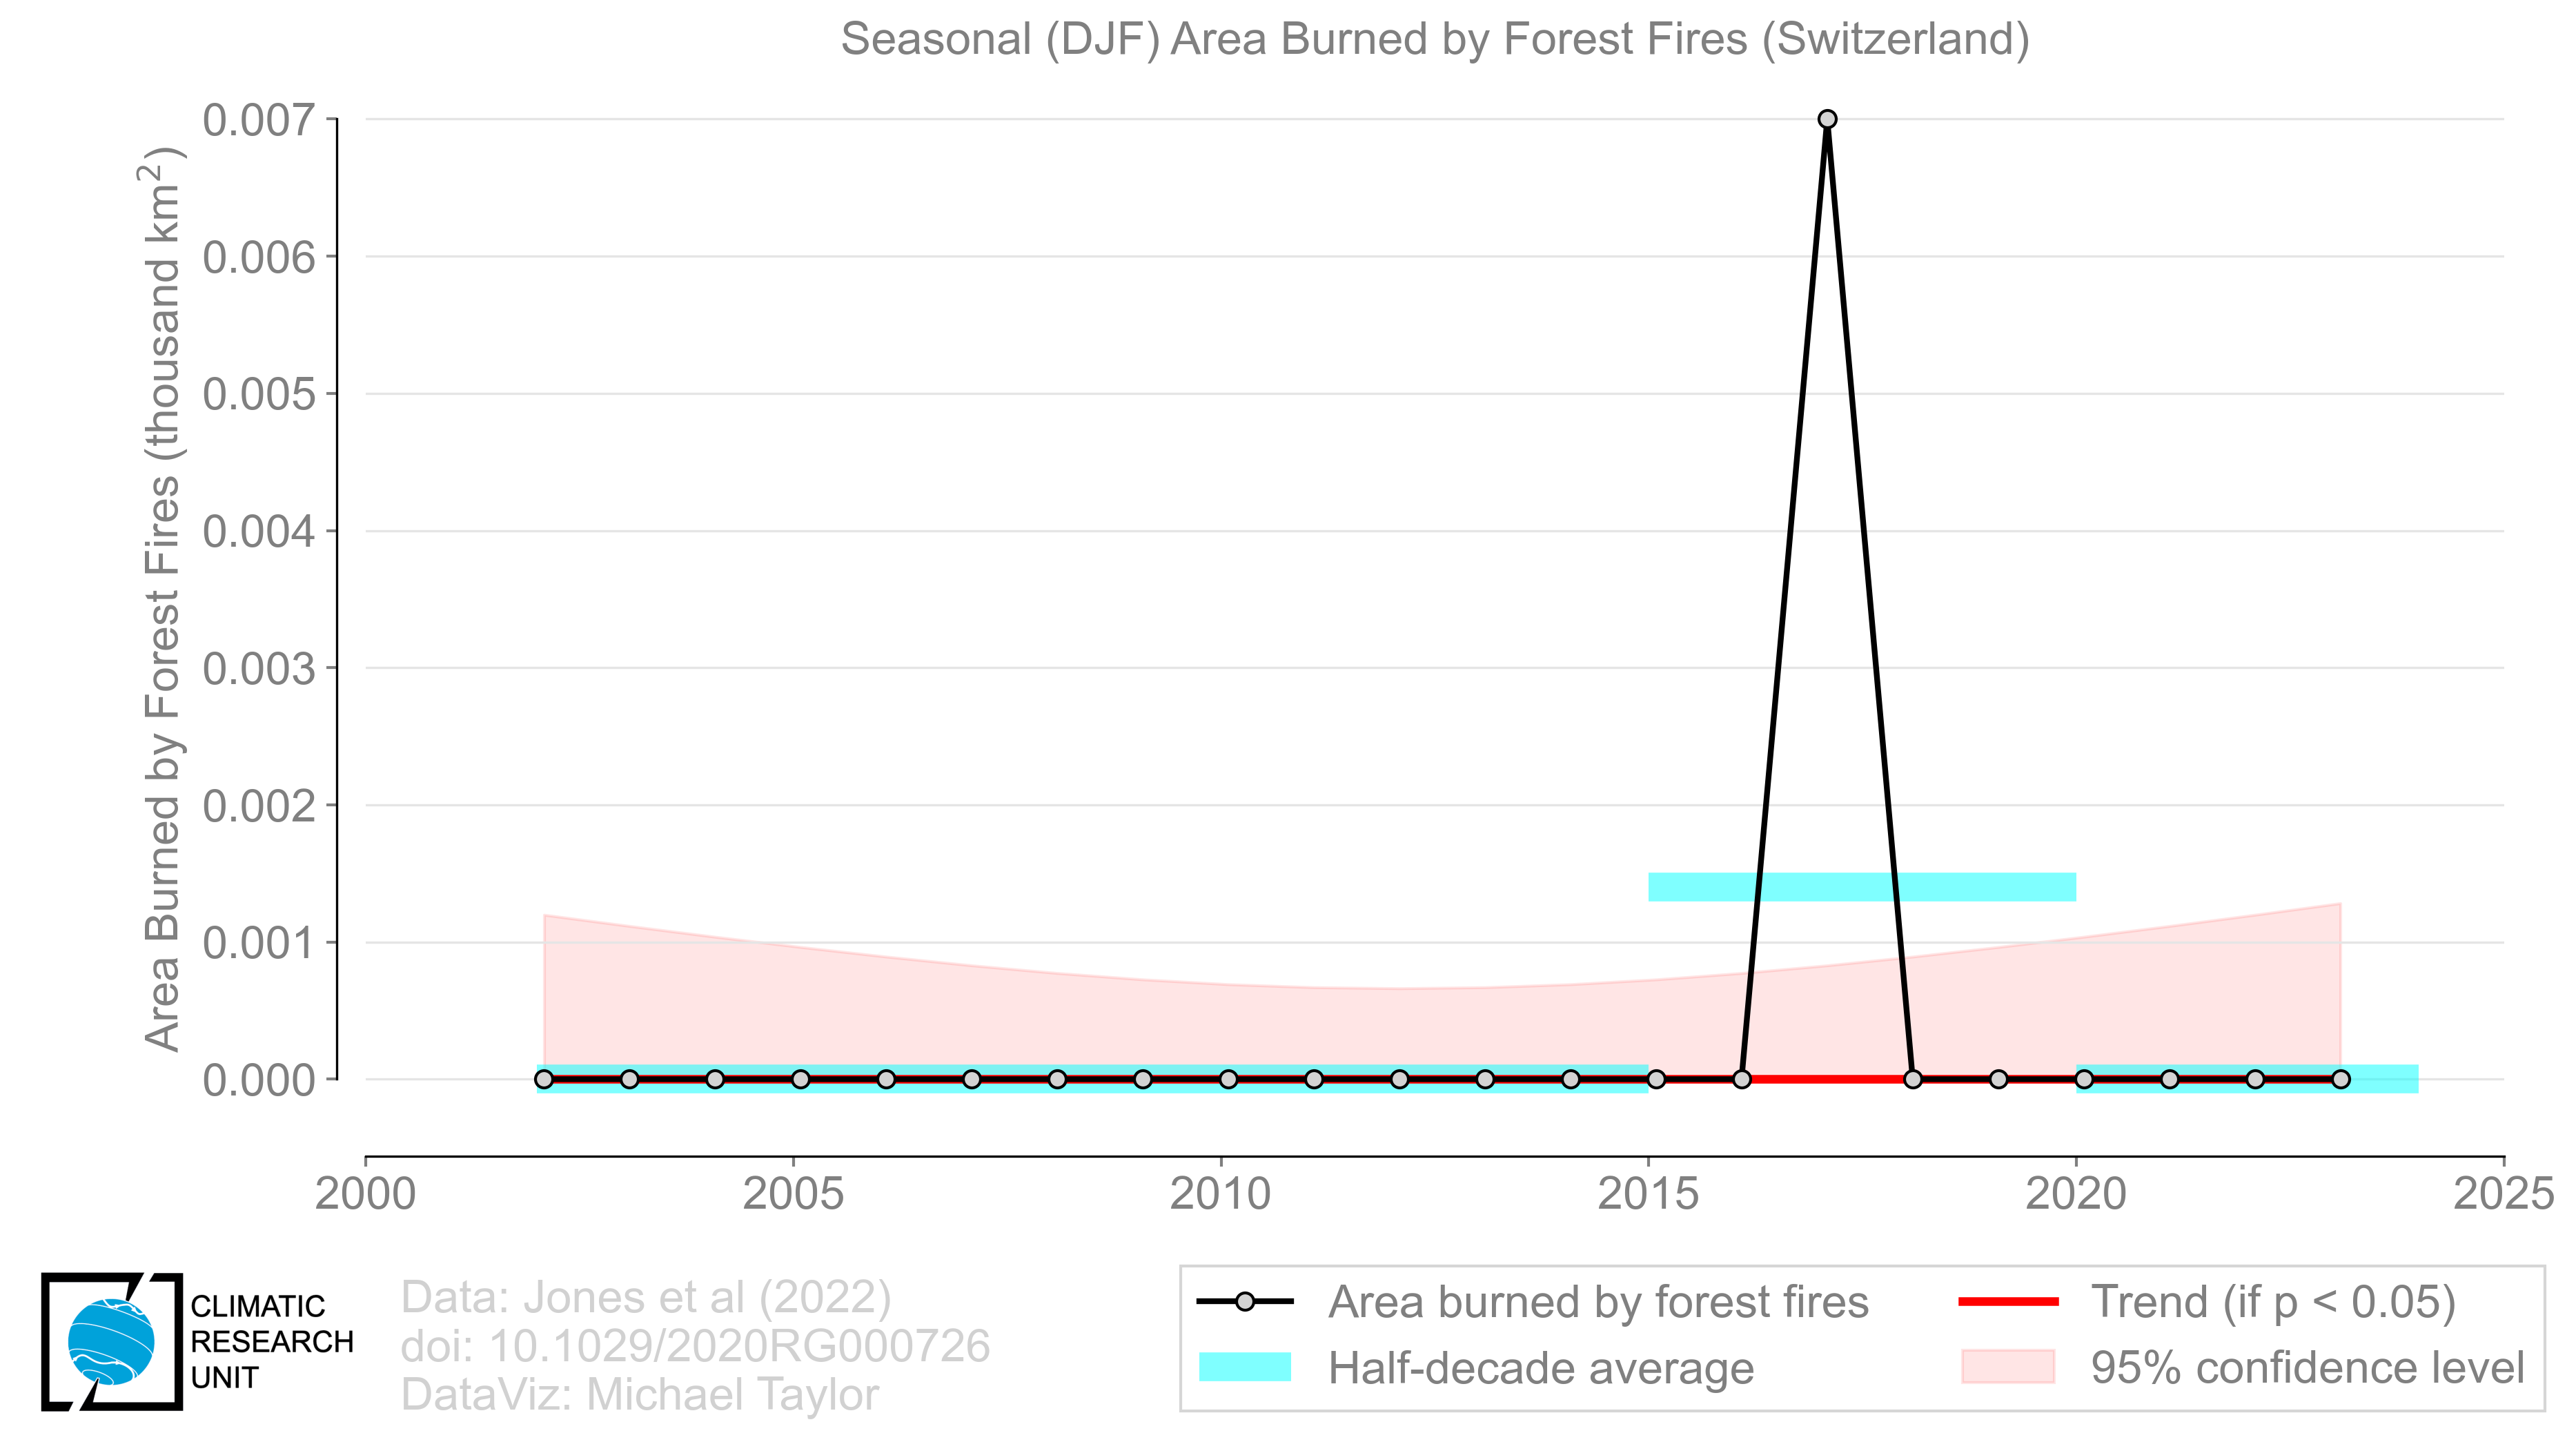 Seasonal (DJF) Area Burned by Forest Fires (Switzerland)
Area Burned by Forest Fires (thousand km²)
0.007
0.006
0.005
0.004
0.003
0.002
0.001
0.000
2000 2005 2010 2015 2020 2025
CLIMATIC
RESEARCH
UNIT
Data: Jones et al (2022)
doi: 10.1029/2020RG000726
DataViz: Michael Taylor
Area burned by forest fires
Half-decade average
Trend (if p < 0.05)
95% confidence level